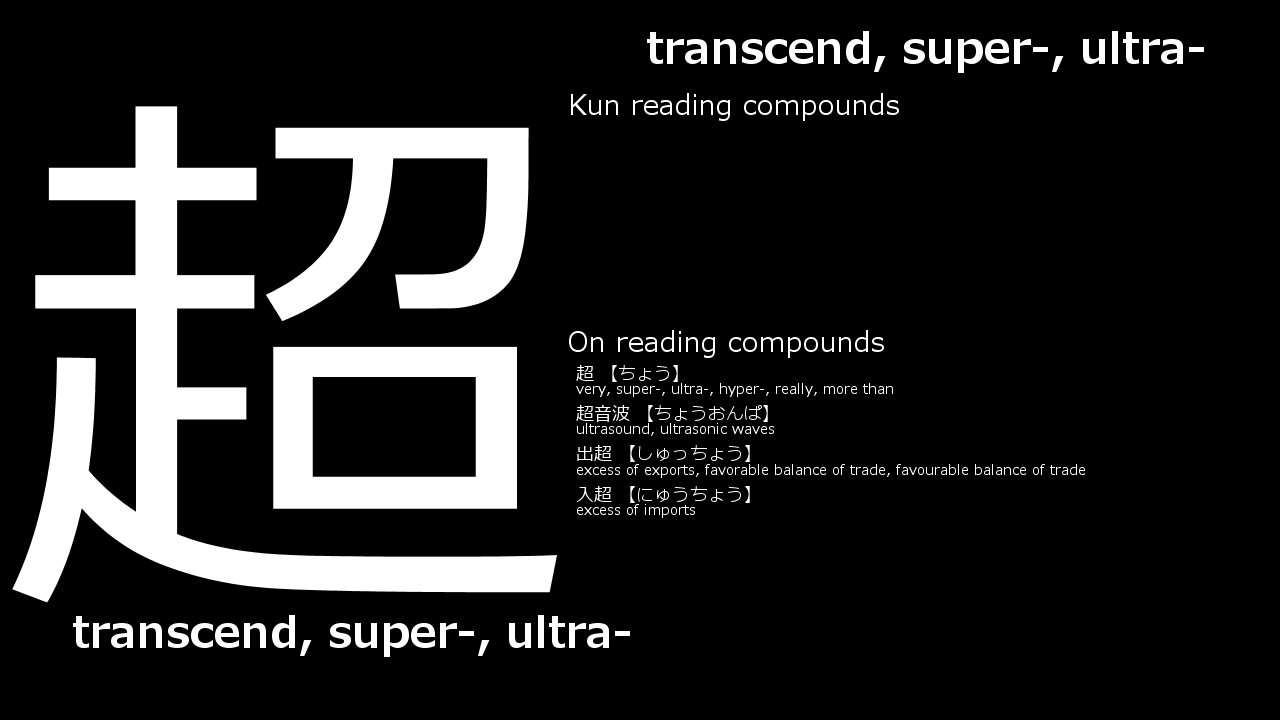 transcend, super-, ultra-
超
Kun reading compounds
On reading compounds
超 【ちょう】
very, super-, ultra-, hyper-, really, more than
超音波 【ちょうおんぱ】
ultrasound, ultrasonic waves
出超 【しゅっちょう】
excess of exports, favorable balance of trade, favourable balance of trade
入超 【にゅうちょう】
excess of imports
transcend, super-, ultra-